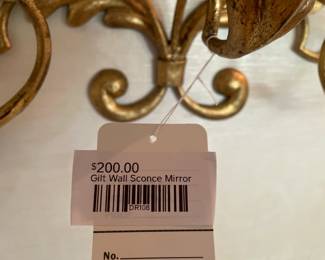 $200.00
Gilt Wall Sconce Mirror
DR108
No.